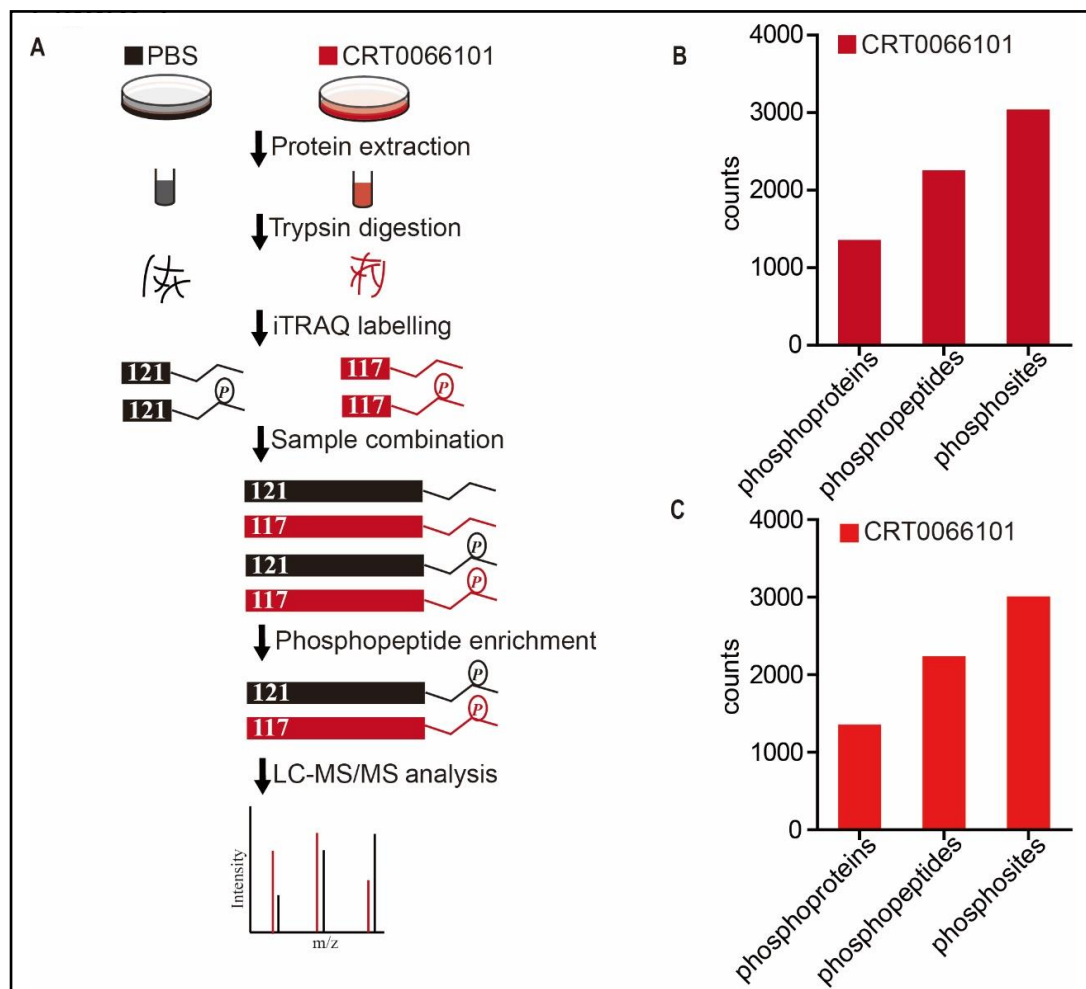 A
PBS
CRT0066101
Protein extraction
Trypsin digestion
iTRAQ labelling
121
117
P
P
121
117
Sample combination
121
117
P
121
P
117
Phosphopeptide enrichment
P
121
P
117
LC-MS/MS analysis
Intensity
m/z
B
CRT0066101
4000
3000
2000
1000
0
counts
phosphoproteins
phosphopeptides
phosphosites
C
CRT0066101
4000
3000
2000
1000
0
counts
phosphoproteins
phosphopeptides
phosphosites